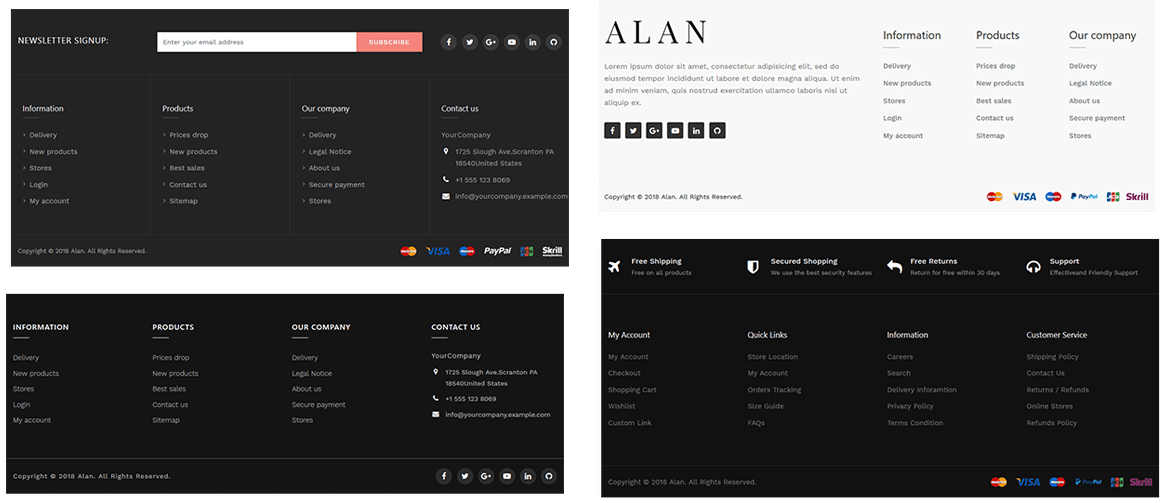 NEWSLETTER SIGNUP:
Enter your email address
SUBSCRIBE
Information
Delivery
New products
Stores
Login
My account
Products
Prices drop
New products
Best sales
Contact us
Sitemap
Our company
Delivery
Legal Notice
About us
Secure payment
Stores
Contact us
YourCompany
1725 Slough Ave.Scranton PA
18540United States
+1 555 123 8069
info@yourcompany.example.com
Copyright © 2018 Alan. All Rights Reserved.
VISA
PayPal
JCB
Skrill
ALAN
Lorem ipsum dolor sit amet, consectetur adipisicing elit, sed do
eiusmod tempor incididunt ut labore et dolore magna aliqua. Ut enim
ad minim veniam, quis nostrud exercitation ullamco laboris nisi ut
aliquip ex.
Information
Delivery
New products
Stores
Login
My account
Products
Prices drop
New products
Best sales
Contact us
Sitemap
Our company
Delivery
Legal Notice
About us
Secure payment
Stores
Copyright © 2018 Alan. All Rights Reserved.
VISA
PayPal
JCB
Skrill
INFORMATION
Delivery
New products
Stores
Login
My account
PRODUCTS
Prices drop
New products
Best sales
Contact us
Sitemap
OUR COMPANY
Delivery
Legal Notice
About us
Secure payment
Stores
CONTACT US
YourCompany
1725 Slough Ave.Scranton PA
18540United States
+1 555 123 8069
info@yourcompany.example.com
Copyright © 2018 Alan. All Rights Reserved.
Free Shipping
Free on all products
Secured Shopping
We use the best security features
Free Returns
Return for free within 30 days
Support
Effectiveand Friendly Support
My Account
My Account
Checkout
Shopping Cart
Wishlist
Custom Link
Quick Links
Store Location
My Account
Orders Tracking
Size Guide
FAQs
Information
Careers
Search
Delivery Inforamtion
Privacy Policy
Terms Condition
Customer Service
Shipping Policy
Contact Us
Returns / Refunds
Online Stores
Refunds Policy
Copyright © 2018 Alan. All Rights Reserved.
VISA
PayPal
JCB
Skrill